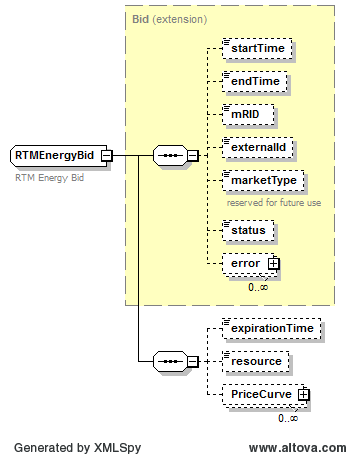 Bid (extension)
startTime
endTime
mRID
externalId
RTMEnergyBid
RTM Energy Bid
marketType
reserved for future use
status
error
0..∞
expirationTime
resource
PriceCurve
0..∞
Generated by XMLSpy
www.altova.com